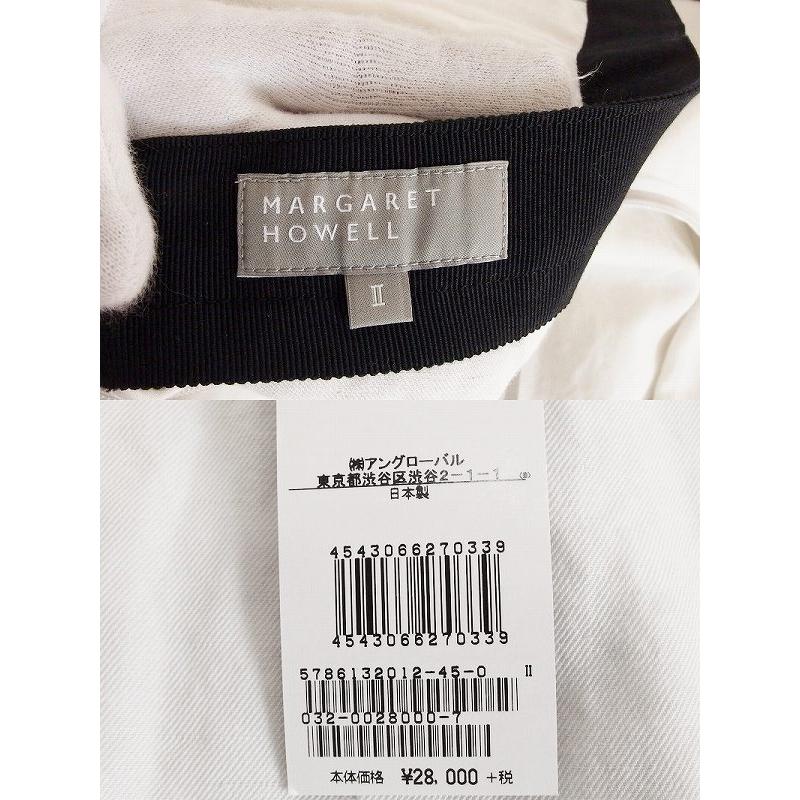 MARGARET
HOWELL
Ⅱ
㈱アングローバル
東京都渋谷区渋谷2-1-1
日本製
4543066270339
4543066270339
5786132012-45-0 Ⅱ
032-0028000-7
本体価格 ¥28,000 +税